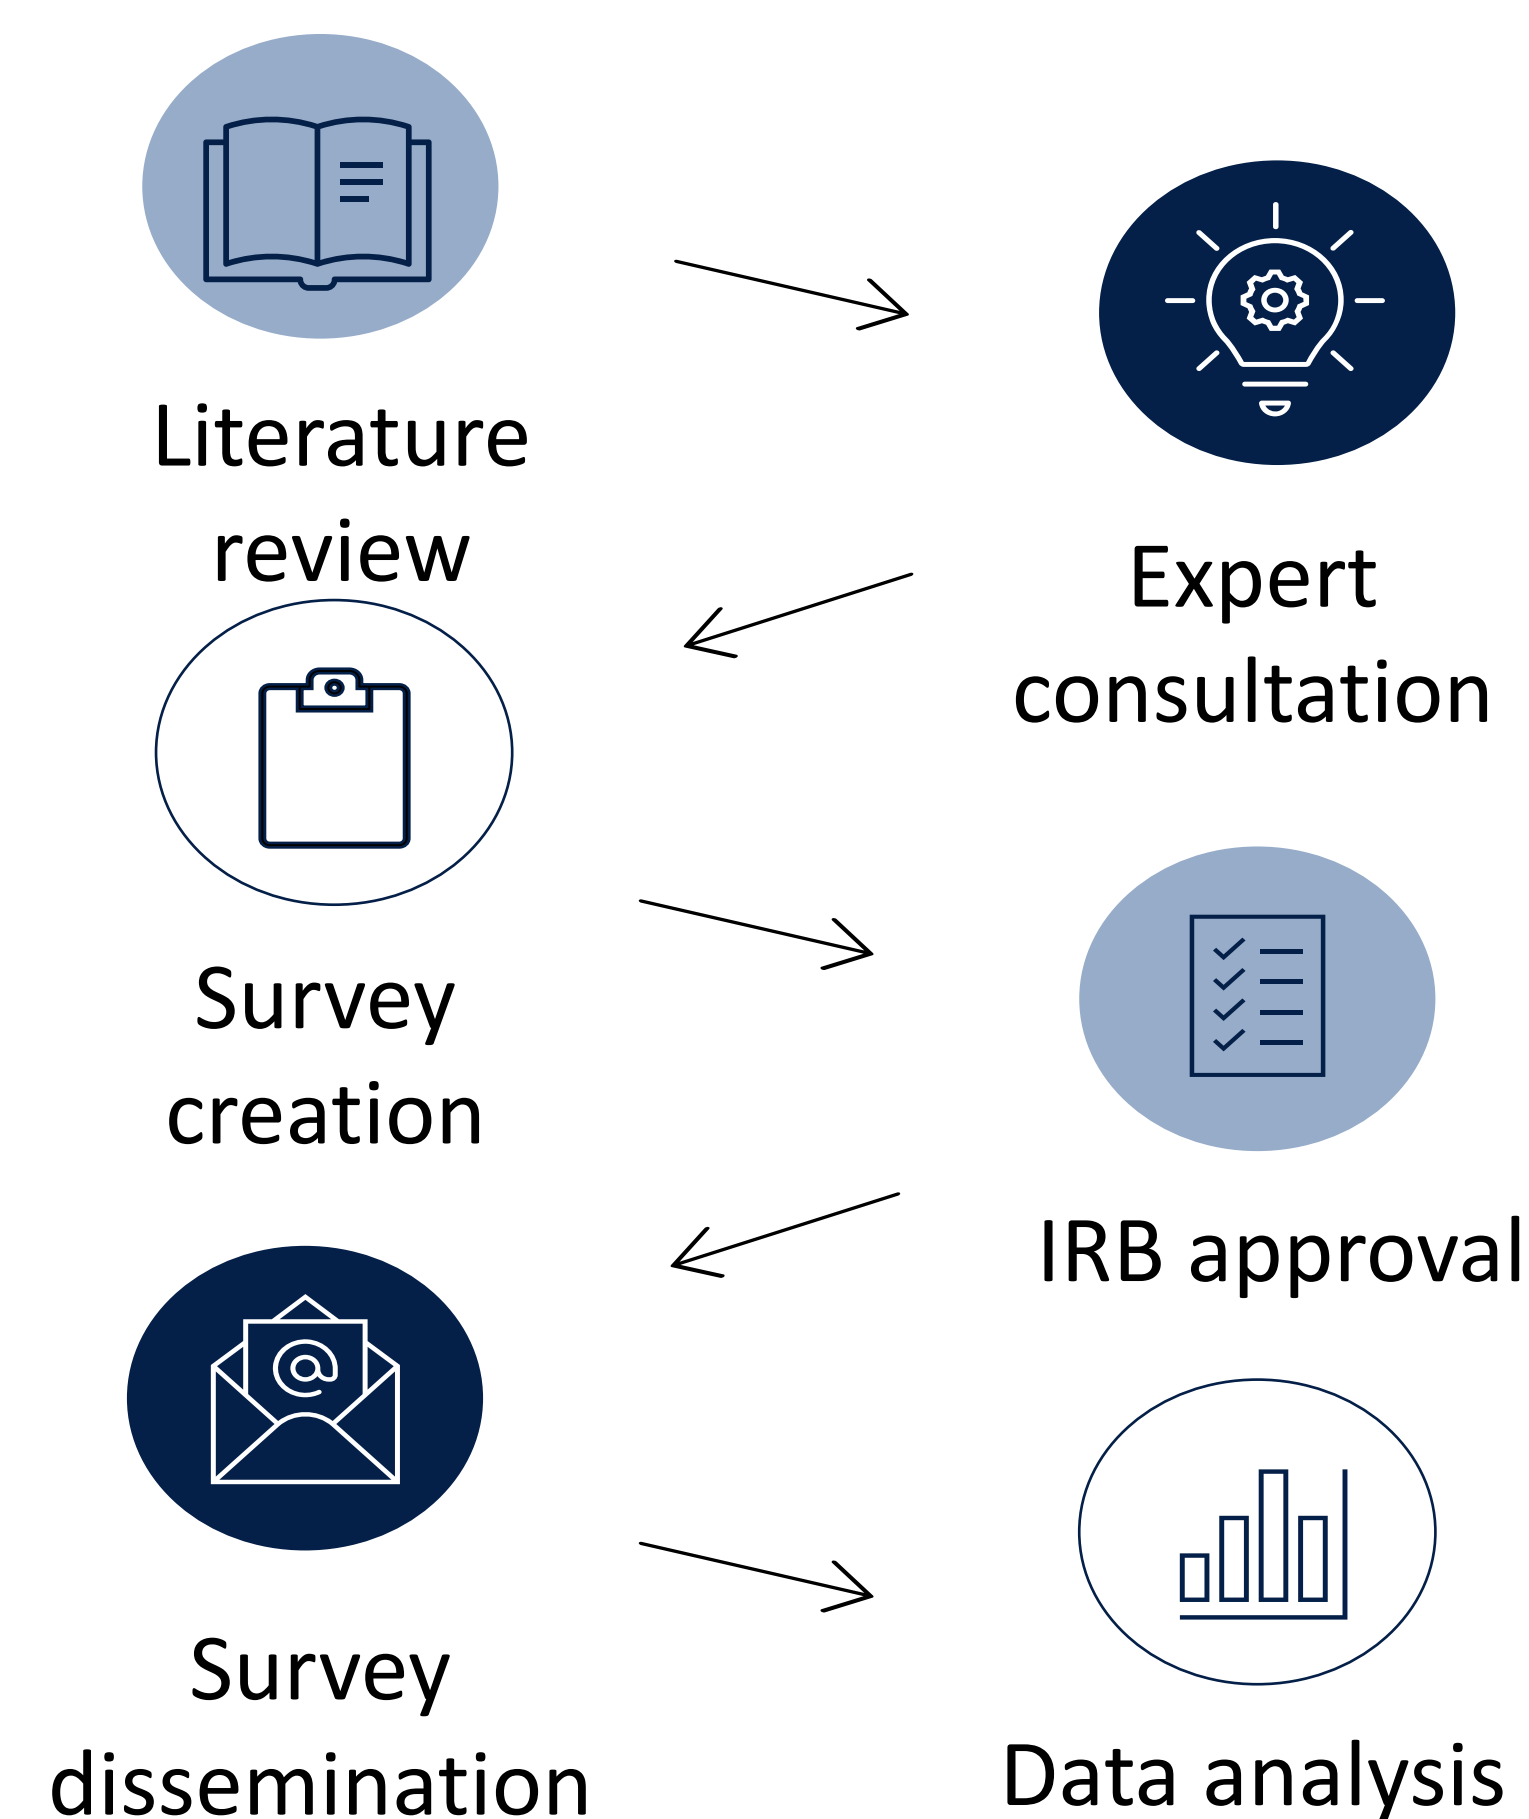 Literature
review
Expert
consultation
Survey
creation
IRB approval
@
Survey
dissemination
Data analysis